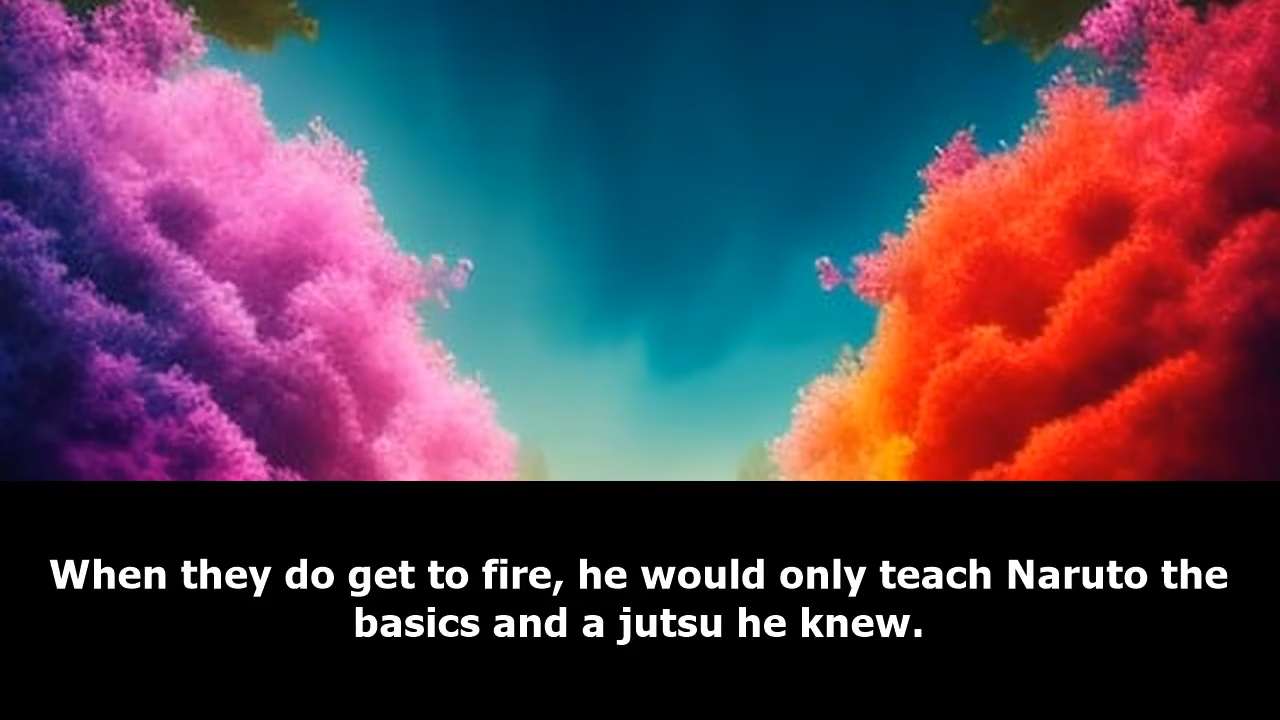 When they do get to fire, he would only teach Naruto the
basics and a jutsu he knew.